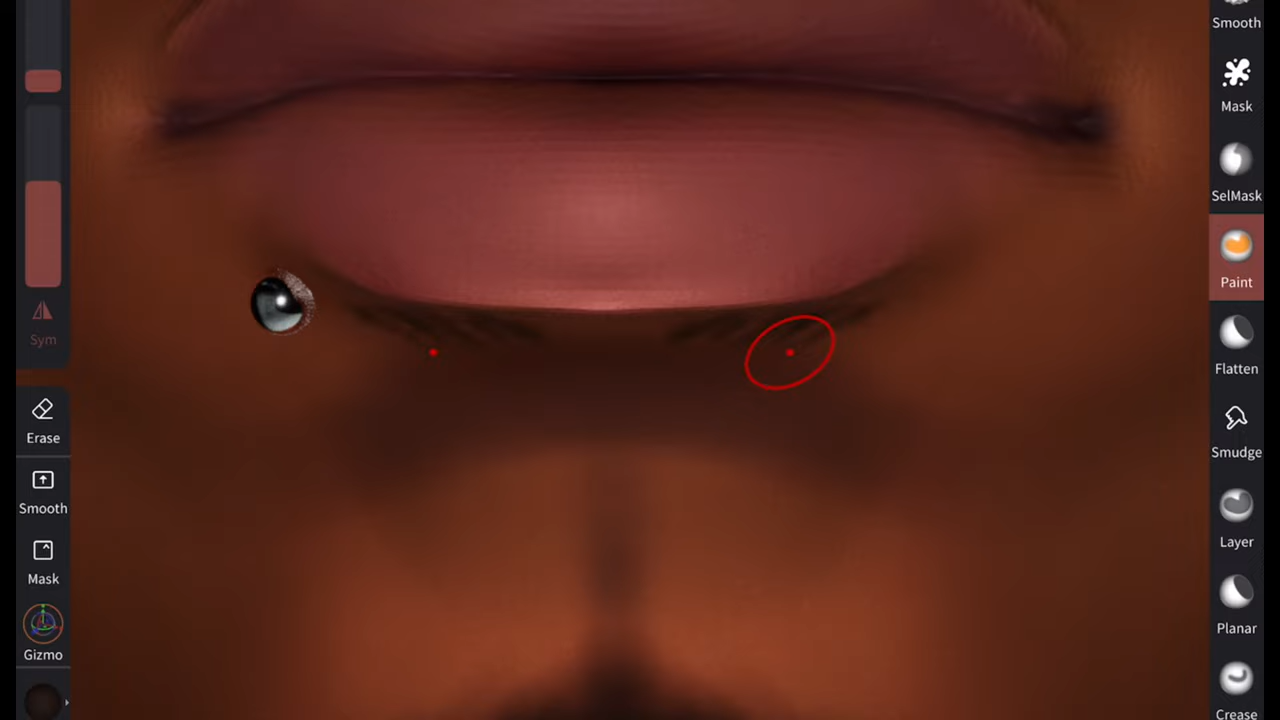 Sym
Erase
Smooth
Mask
Gizmo
Smooth
Mask
SelMask
Paint
Flatten
Smudge
Layer
Planar
Crease